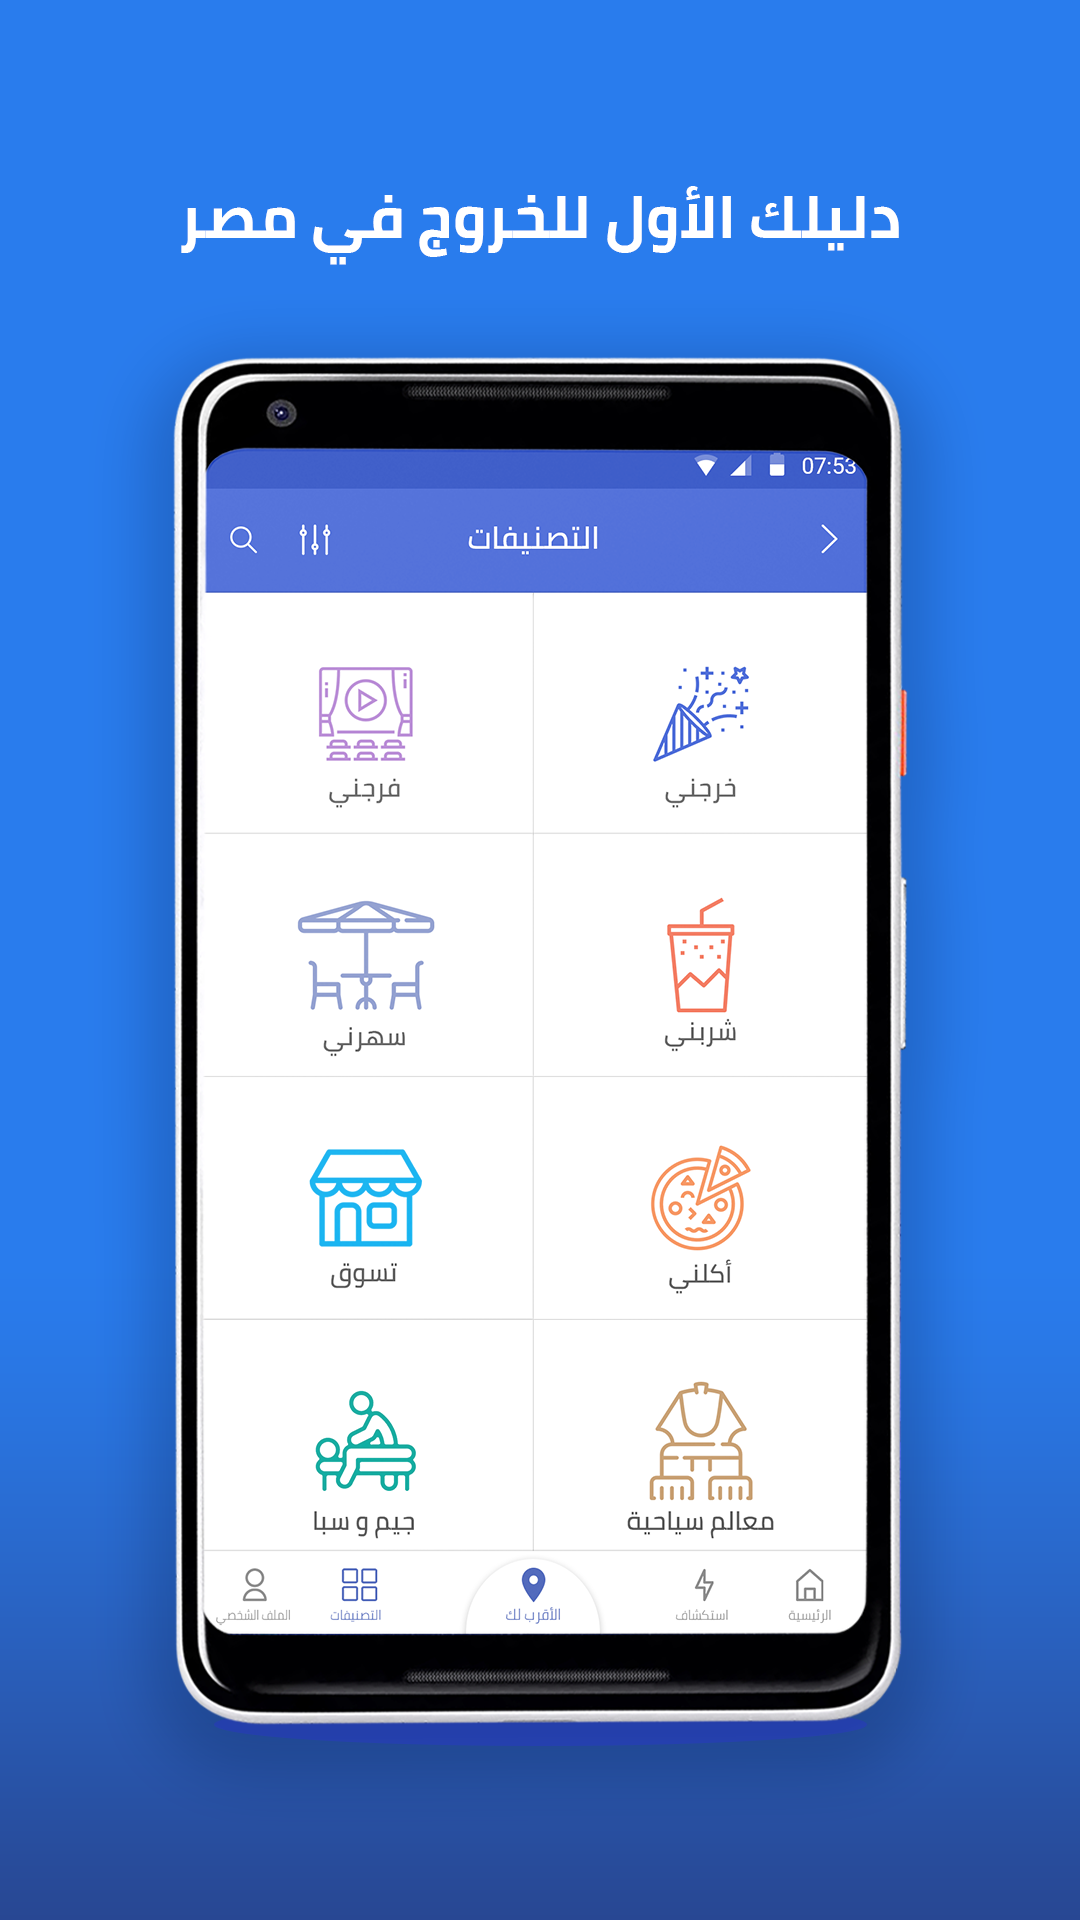 دليلك الأول للخروج في مصر
07:53
التصنيفات
خرجني
فرجني
شربني
سهرني
أكلني
تسوق
معالم سياحية
جيم و سبا
الرئيسية
استكشاف
الأقرب لك
التصنيفات
الملف الشخصي